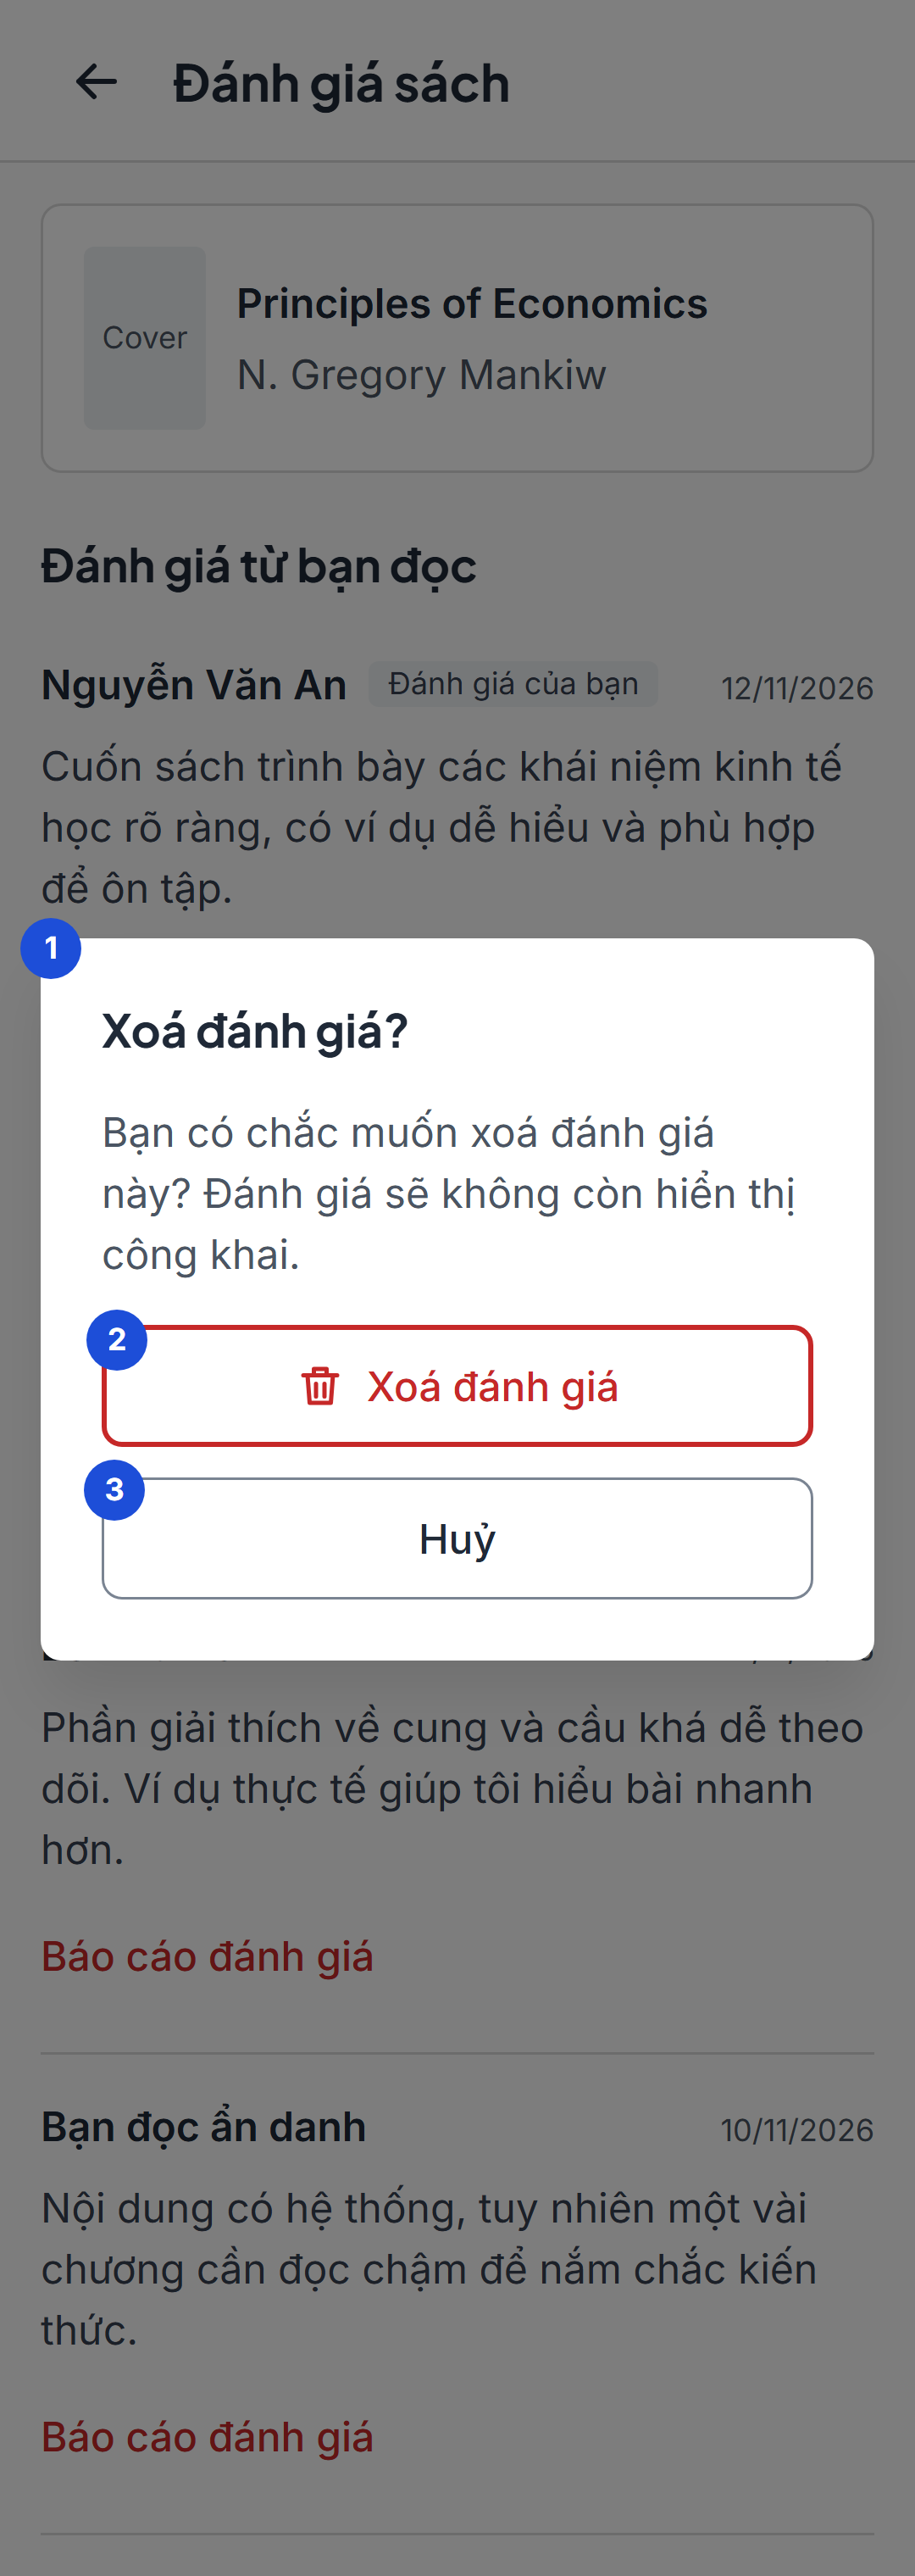 Đánh giá sách
Cover
Principles of Economics
N. Gregory Mankiw
Đánh giá từ bạn đọc
Nguyễn Văn An Đánh giá của bạn 12/11/2026
Cuốn sách trình bày các khái niệm kinh tế
học rõ ràng, có ví dụ dễ hiểu và phù hợp
để ôn tập.
1
Xoá đánh giá?
Bạn có chắc muốn xoá đánh giá
này? Đánh giá sẽ không còn hiển thị
công khai.
2
Xoá đánh giá
3
Huỷ
Phần giải thích về cung và cầu khá dễ theo
dõi. Ví dụ thực tế giúp tôi hiểu bài nhanh
hơn.
Báo cáo đánh giá
Bạn đọc ẩn danh 10/11/2026
Nội dung có hệ thống, tuy nhiên một vài
chương cần đọc chậm để nắm chắc kiến
thức.
Báo cáo đánh giá